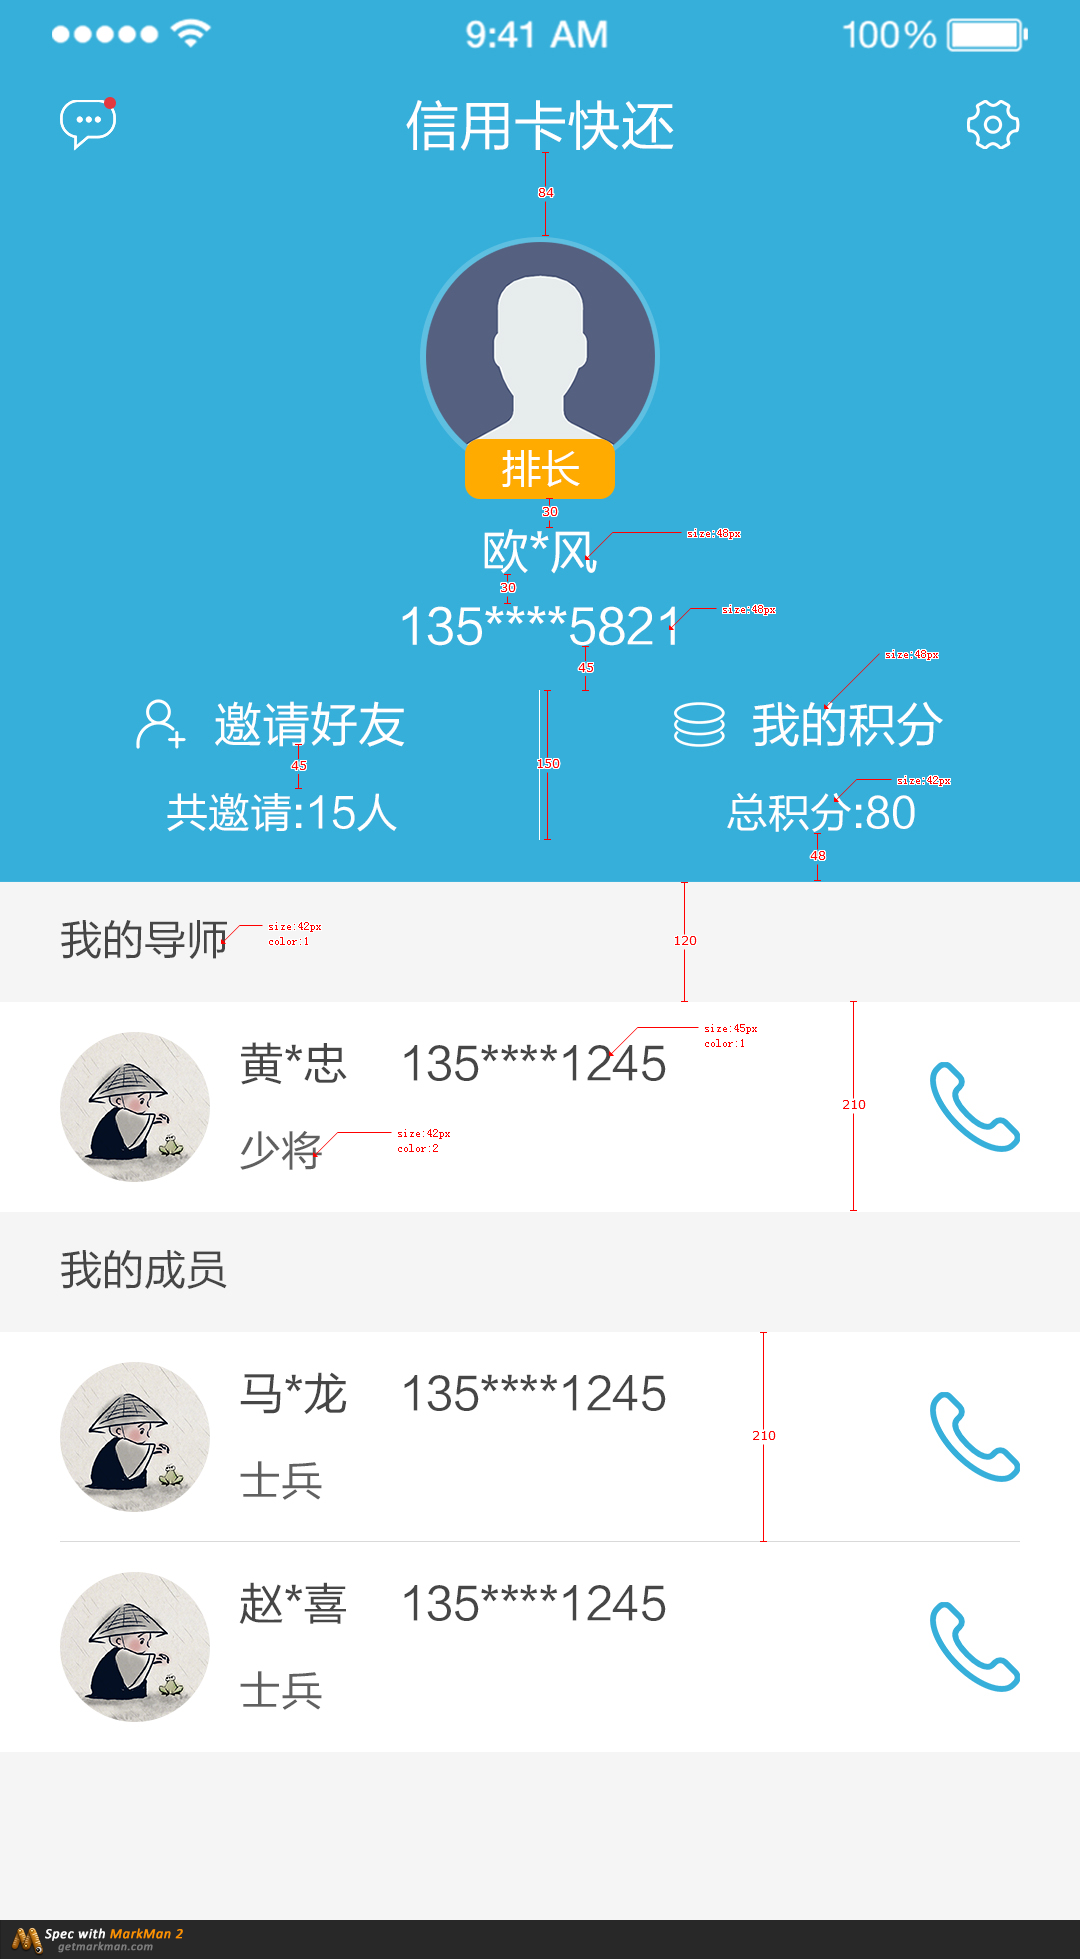 9:41 AM 100%
信用卡快还
84
排长
30
欧*风 size:48px
30
135****5821 size:48px
45
size:48px
邀请好友 我的积分
45 150
size:42px
共邀请:15人 总积分:80
48
我的导师 size:42px
color:1
120
黄*忠 135****1245 size:45px
color:1
210
少将 size:42px
color:2
我的成员
马*龙 135****1245
210
士兵
赵*喜 135****1245
士兵
Spec with MarkMan 2
getmarkman.com